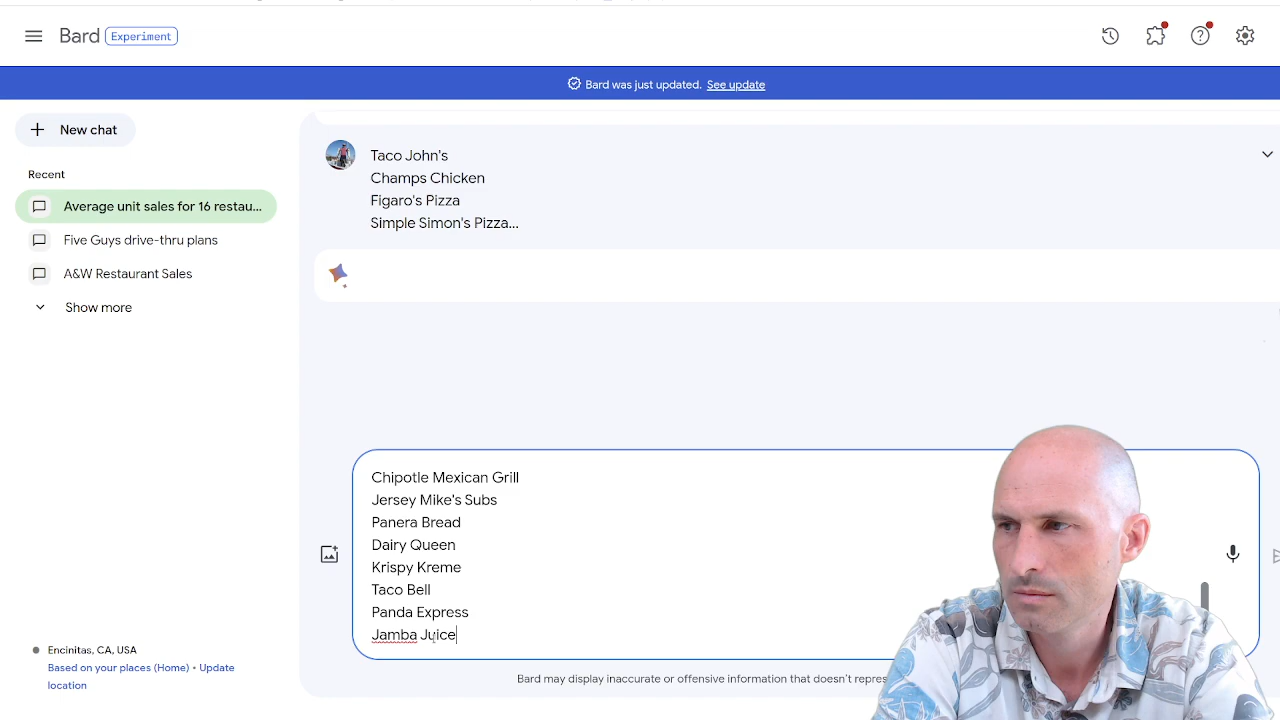 Bard Experiment
Bard was just updated. See update
New chat
Recent
Average unit sales for 16 restau...
Five Guys drive-thru plans
A&W Restaurant Sales
Show more
Encinitas, CA, USA
Based on your places (Home) • Update
location
Taco John's
Champs Chicken
Figaro's Pizza
Simple Simon's Pizza...
Chipotle Mexican Grill
Jersey Mike's Subs
Panera Bread
Dairy Queen
Krispy Kreme
Taco Bell
Panda Express
Jamba Juice
Bard may display inaccurate or offensive information that doesn't